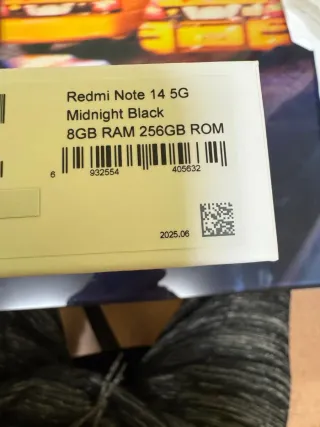 Redmi Note 14 5G
Midnight Black
8GB RAM 256GB ROM
6 932554 405632
2025.06